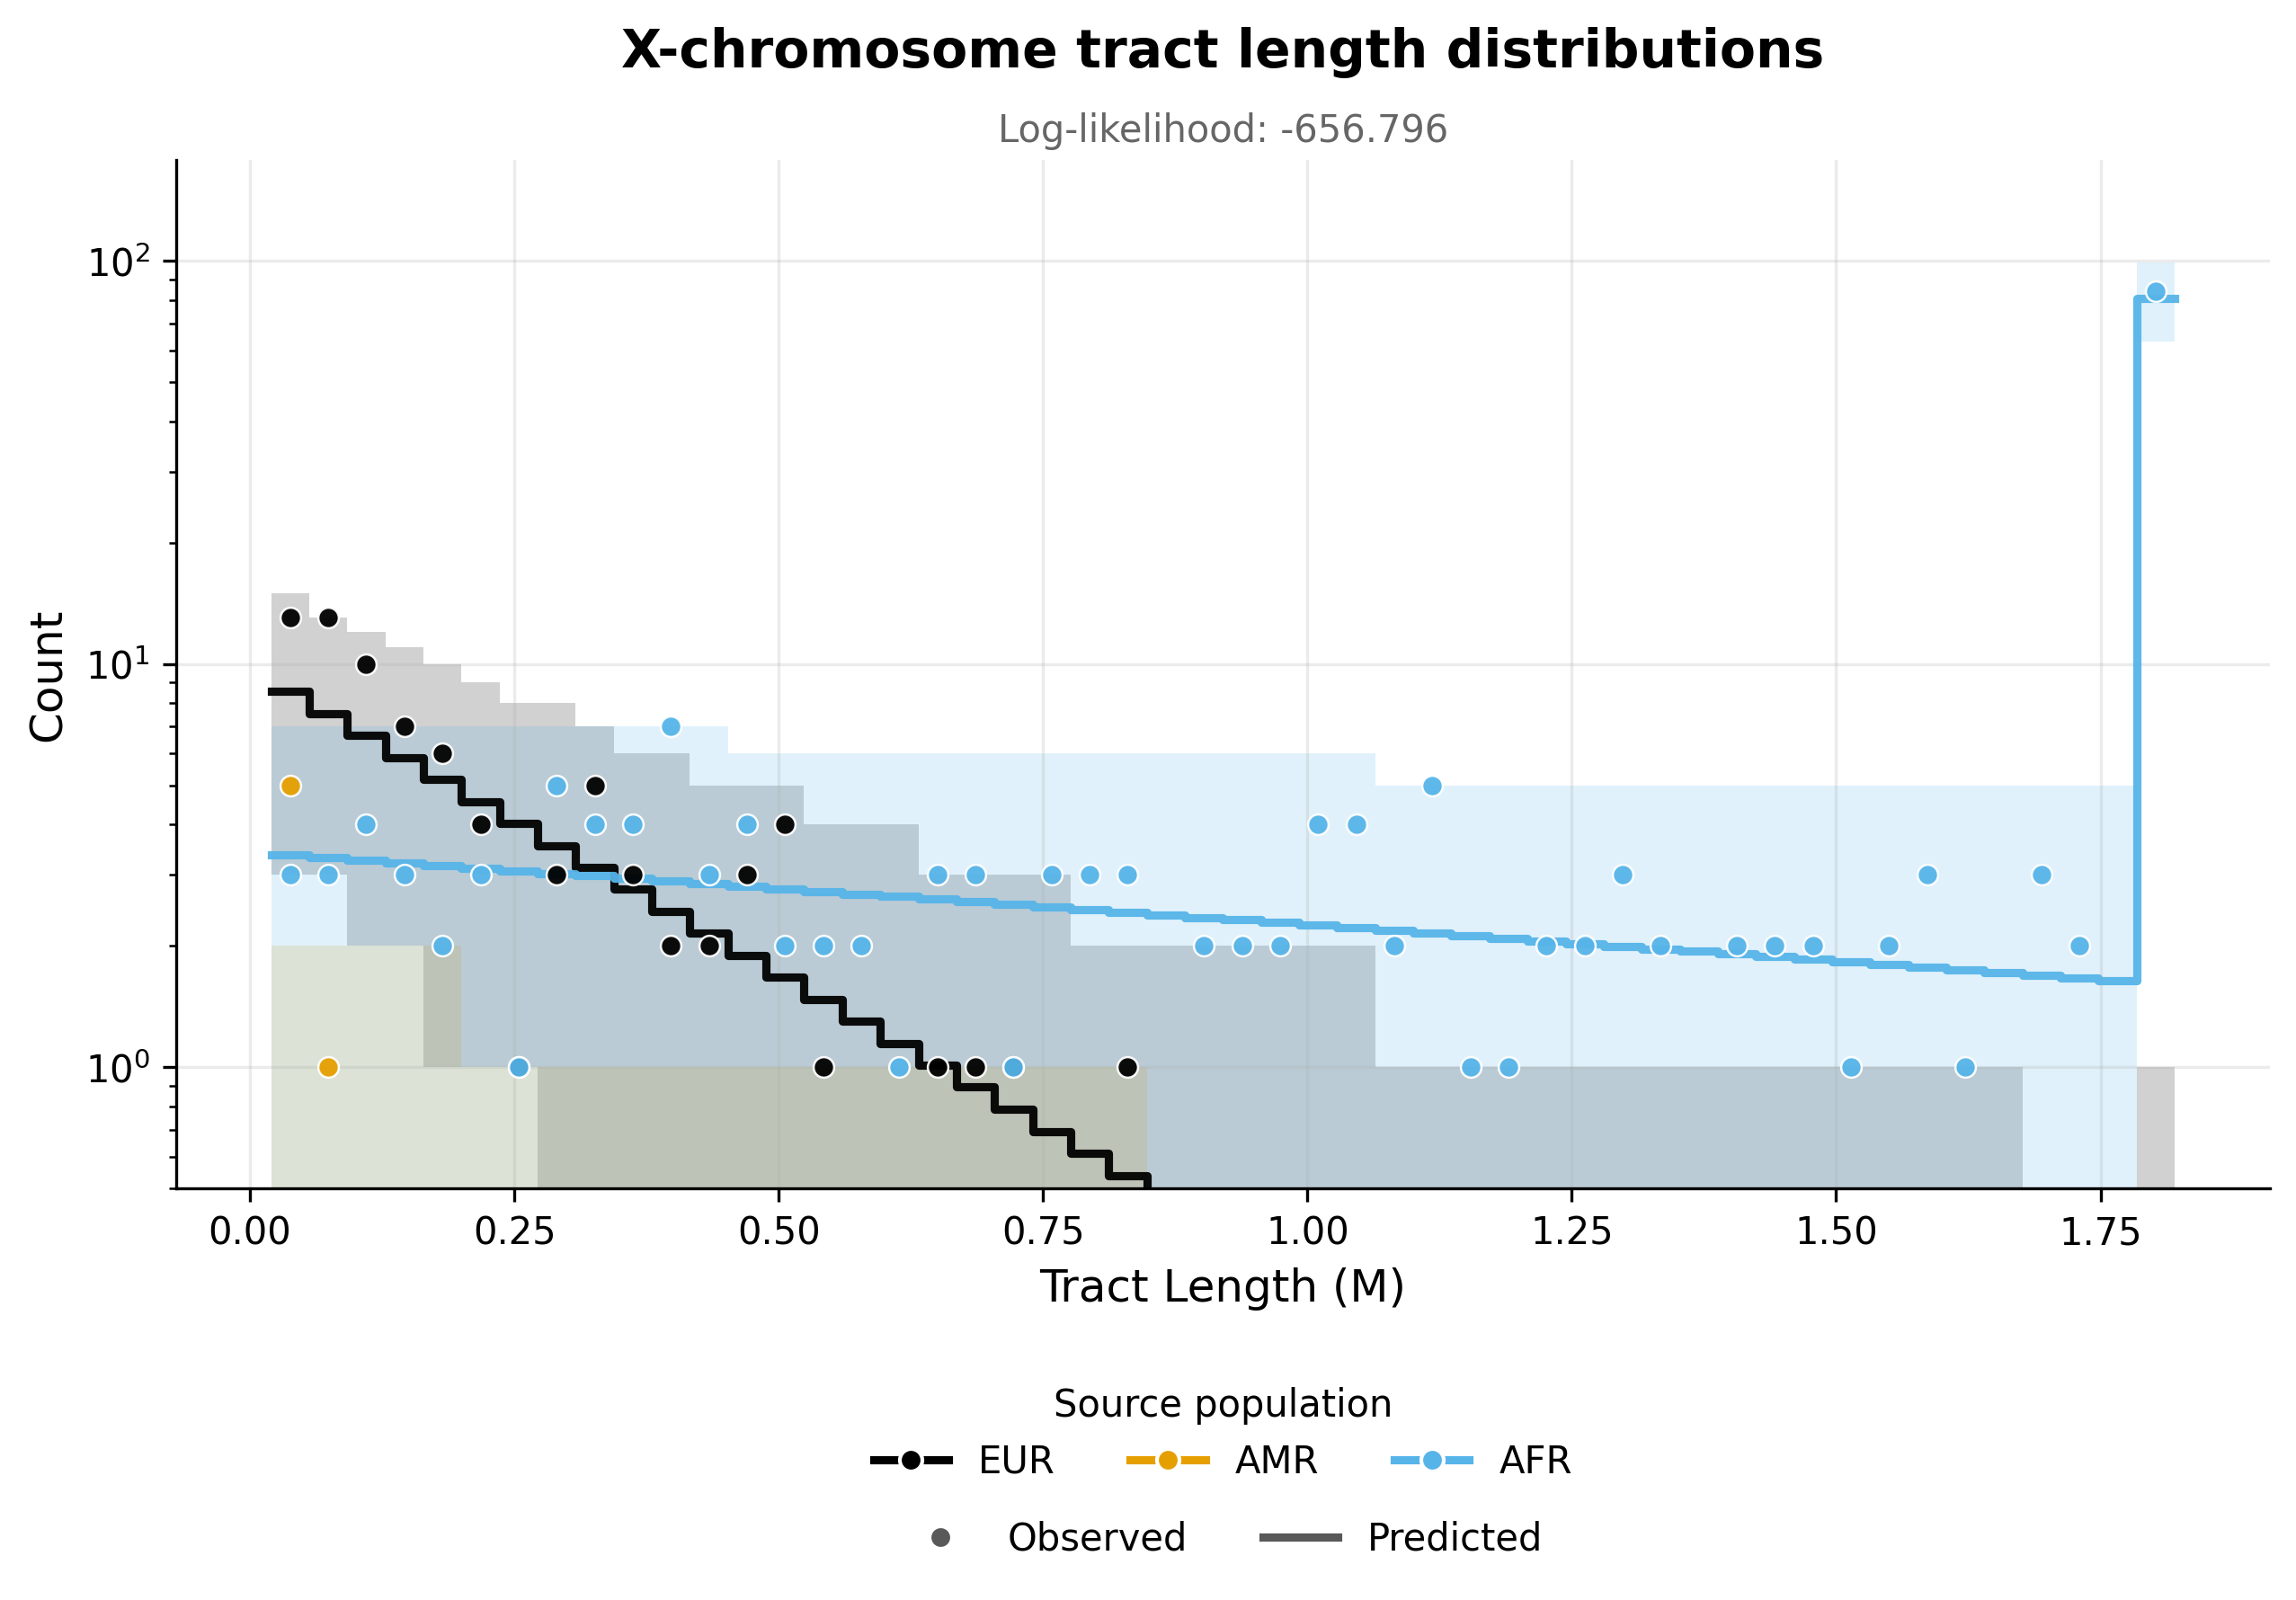 X-chromosome tract length distributions
Log-likelihood: -656.796
Count
10²
10¹
10⁰
0.00 0.25 0.50 0.75 1.00 1.25 1.50 1.75
Tract Length (M)
Source population
EUR AMR AFR
Observed Predicted